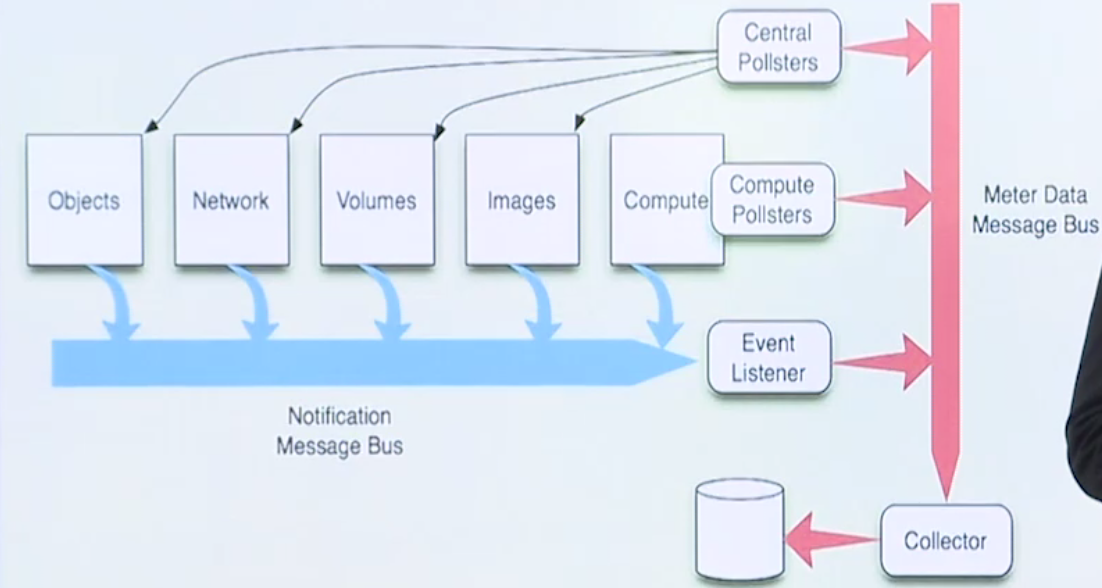 Central
Pollsters
Objects
Network
Volumes
Images
Compute
Compute
Pollsters
Meter Data
Message Bus
Event
Listener
Notification
Message Bus
Collector